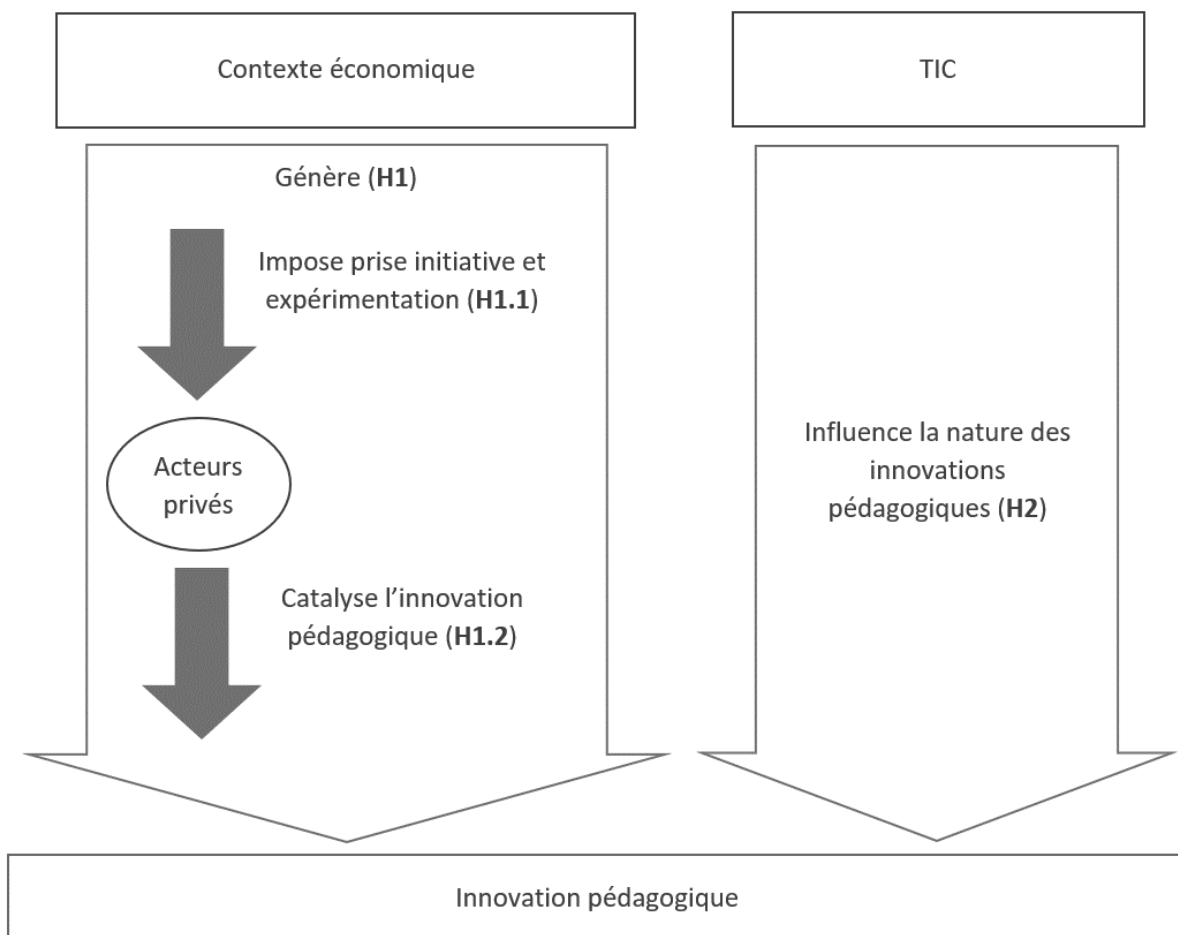 Contexte économique
TIC
Génère (H1)
Impose prise initiative et
expérimentation (H1.1)
Acteurs
privés
Catalyse l’innovation
pédagogique (H1.2)
Influence la nature des
innovations
pédagogiques (H2)
Innovation pédagogique